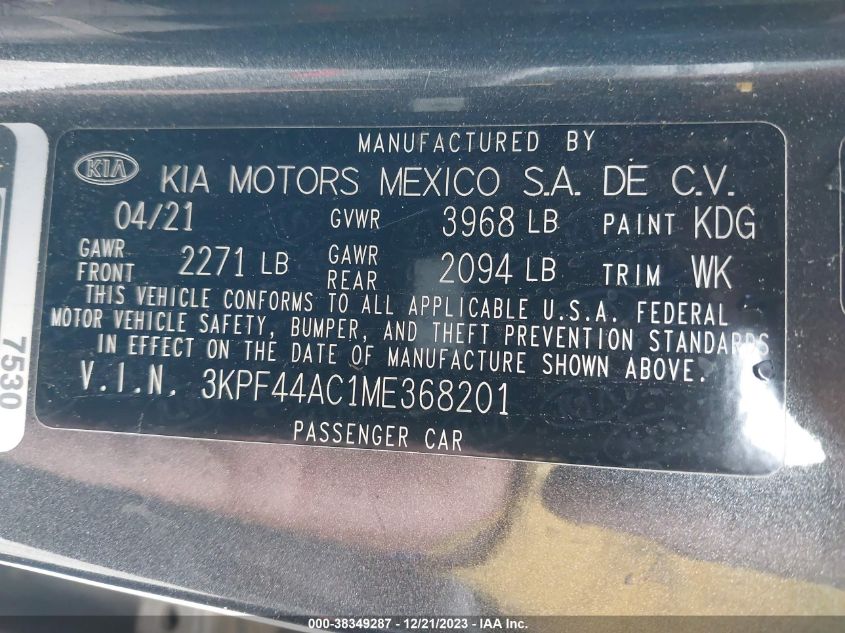 MANUFACTURED BY
KIA KIA MOTORS MEXICO S.A. DE C.V.
04/21 GVWR 3968 LB PAINT KDG
GAWR FRONT 2271 LB GAWR REAR 2094 LB TRIM WK
THIS VEHICLE CONFORMS TO ALL APPLICABLE U.S.A. FEDERAL
MOTOR VEHICLE SAFETY, BUMPER, AND THEFT PREVENTION STANDARDS
IN EFFECT ON THE DATE OF MANUFACTURE SHOWN ABOVE.
V.I.N. 3KPF44AC1ME368201
PASSENGER CAR
7530
000-38349287 - 12/21/2023 - IAA Inc.